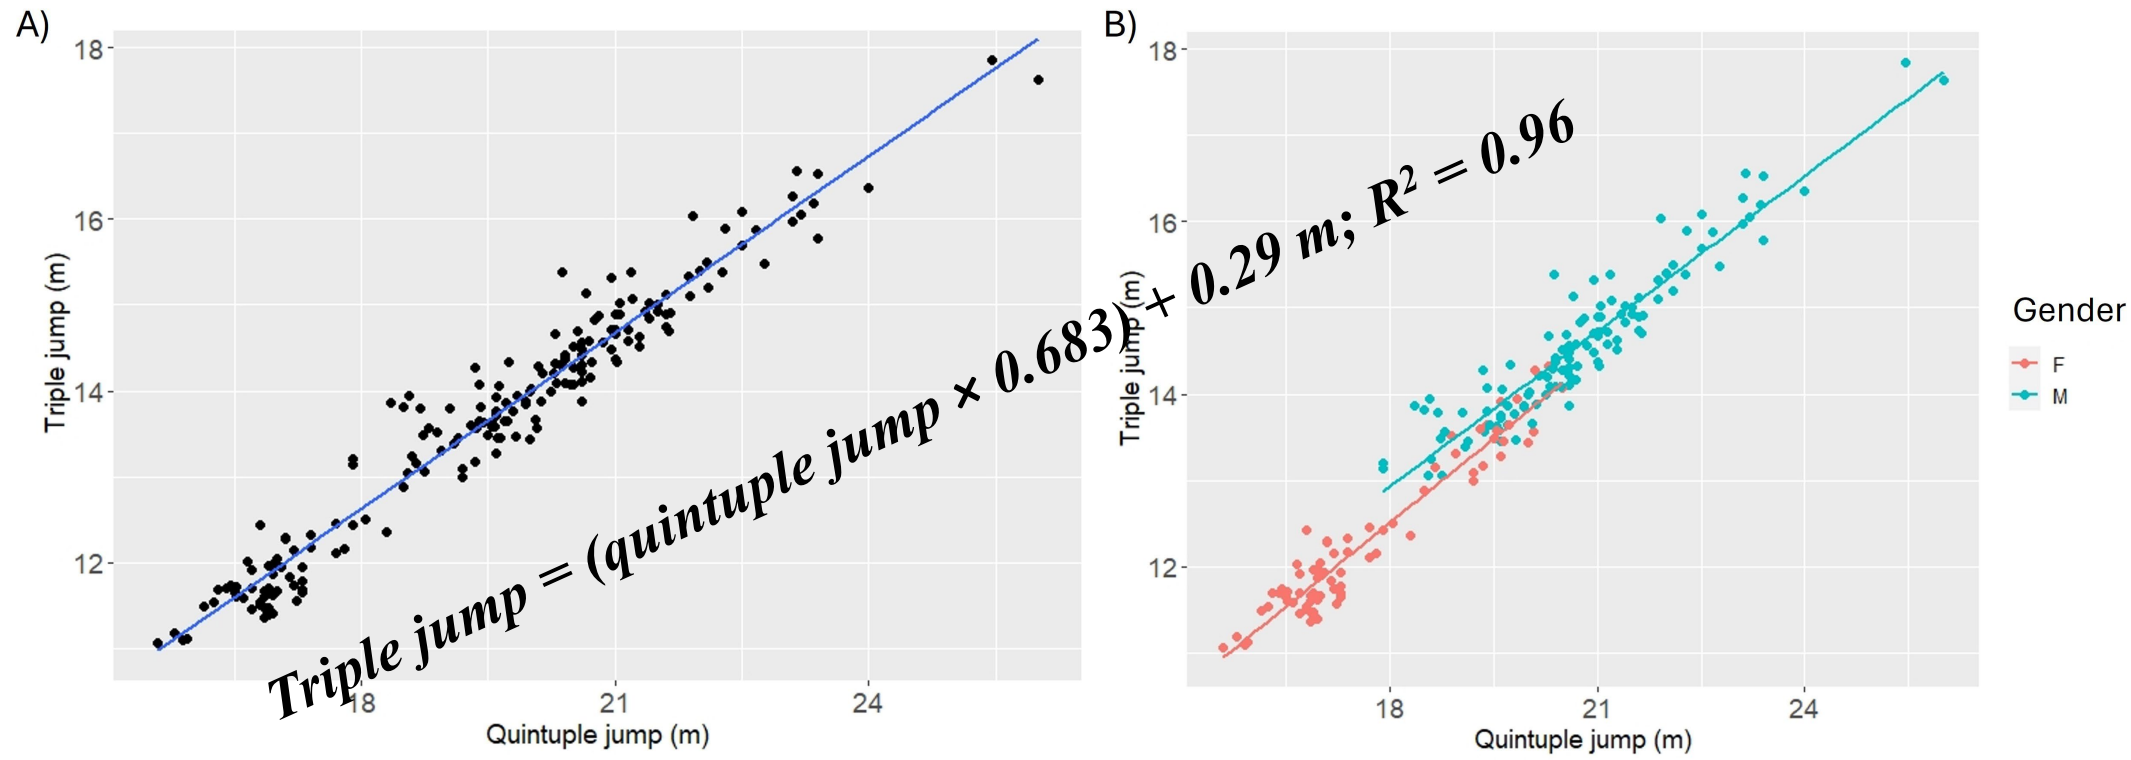 A)
18
16
14
12
Triple jump (m)
18
21
24
Quintuple jump (m)
Triple jump = (quintuple jump × 0.683) + 0.29 m; R² = 0.96
B)
18
16
14
12
Triple jump (m)
18
21
24
Quintuple jump (m)
Gender
F
M